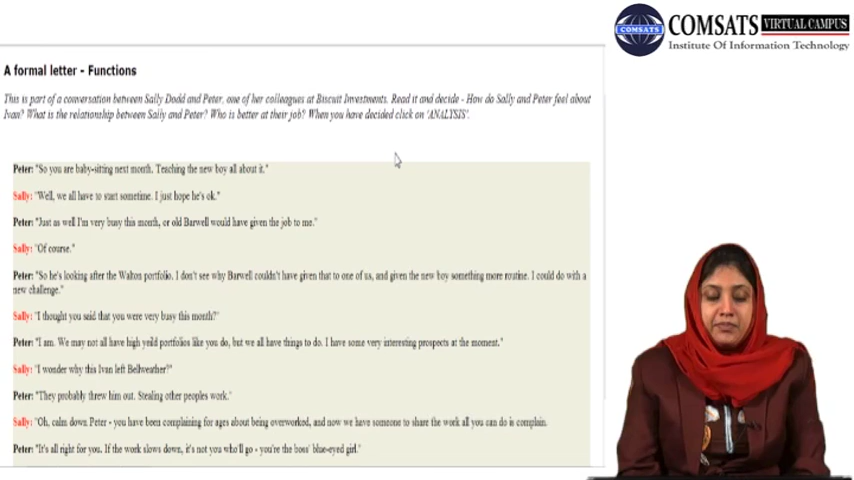 COMSATS VIRTUAL CAMPUS
COMSATS
Institute Of Information Technology
A formal letter - Functions
This is part of a conversation between Sally Dodd and Peter, one of her colleagues at Biscuit Investments. Read it and decide - How do Sally and Peter feel about
Ivan? What is the relationship between Sally and Peter? Who is better at their job? When you have decided click on 'ANALYSIS'.
Peter: "So you are baby-sitting next month. Teaching the new boy all about it."
Sally: "Well, we all have to start sometime. I just hope he's ok."
Peter: "Just as well I'm very busy this month, or old Barwell would have given the job to me."
Sally: "Of course."
Peter: "So he's looking after the Walton portfolio. I don't see why Barwell couldn't have given that to one of us, and given the new boy something more routine. I could do with a
new challenge."
Sally: "I thought you said that you were very busy this month?"
Peter: "I am. We may not all have high yeild portfolios like you do, but we all have things to do. I have some very interesting prospects at the moment."
Sally: "I wonder why this Ivan left Bellweather?"
Peter: "They probably threw him out. Stealing other peoples work."
Sally: "Oh, calm down Peter - you have been complaining for ages about being overworked, and now we have someone to share the work all you can do is complain.
Peter: "It's all right for you. If the work slows down, it's not you who'll go - you're the boss' blue-eyed girl."